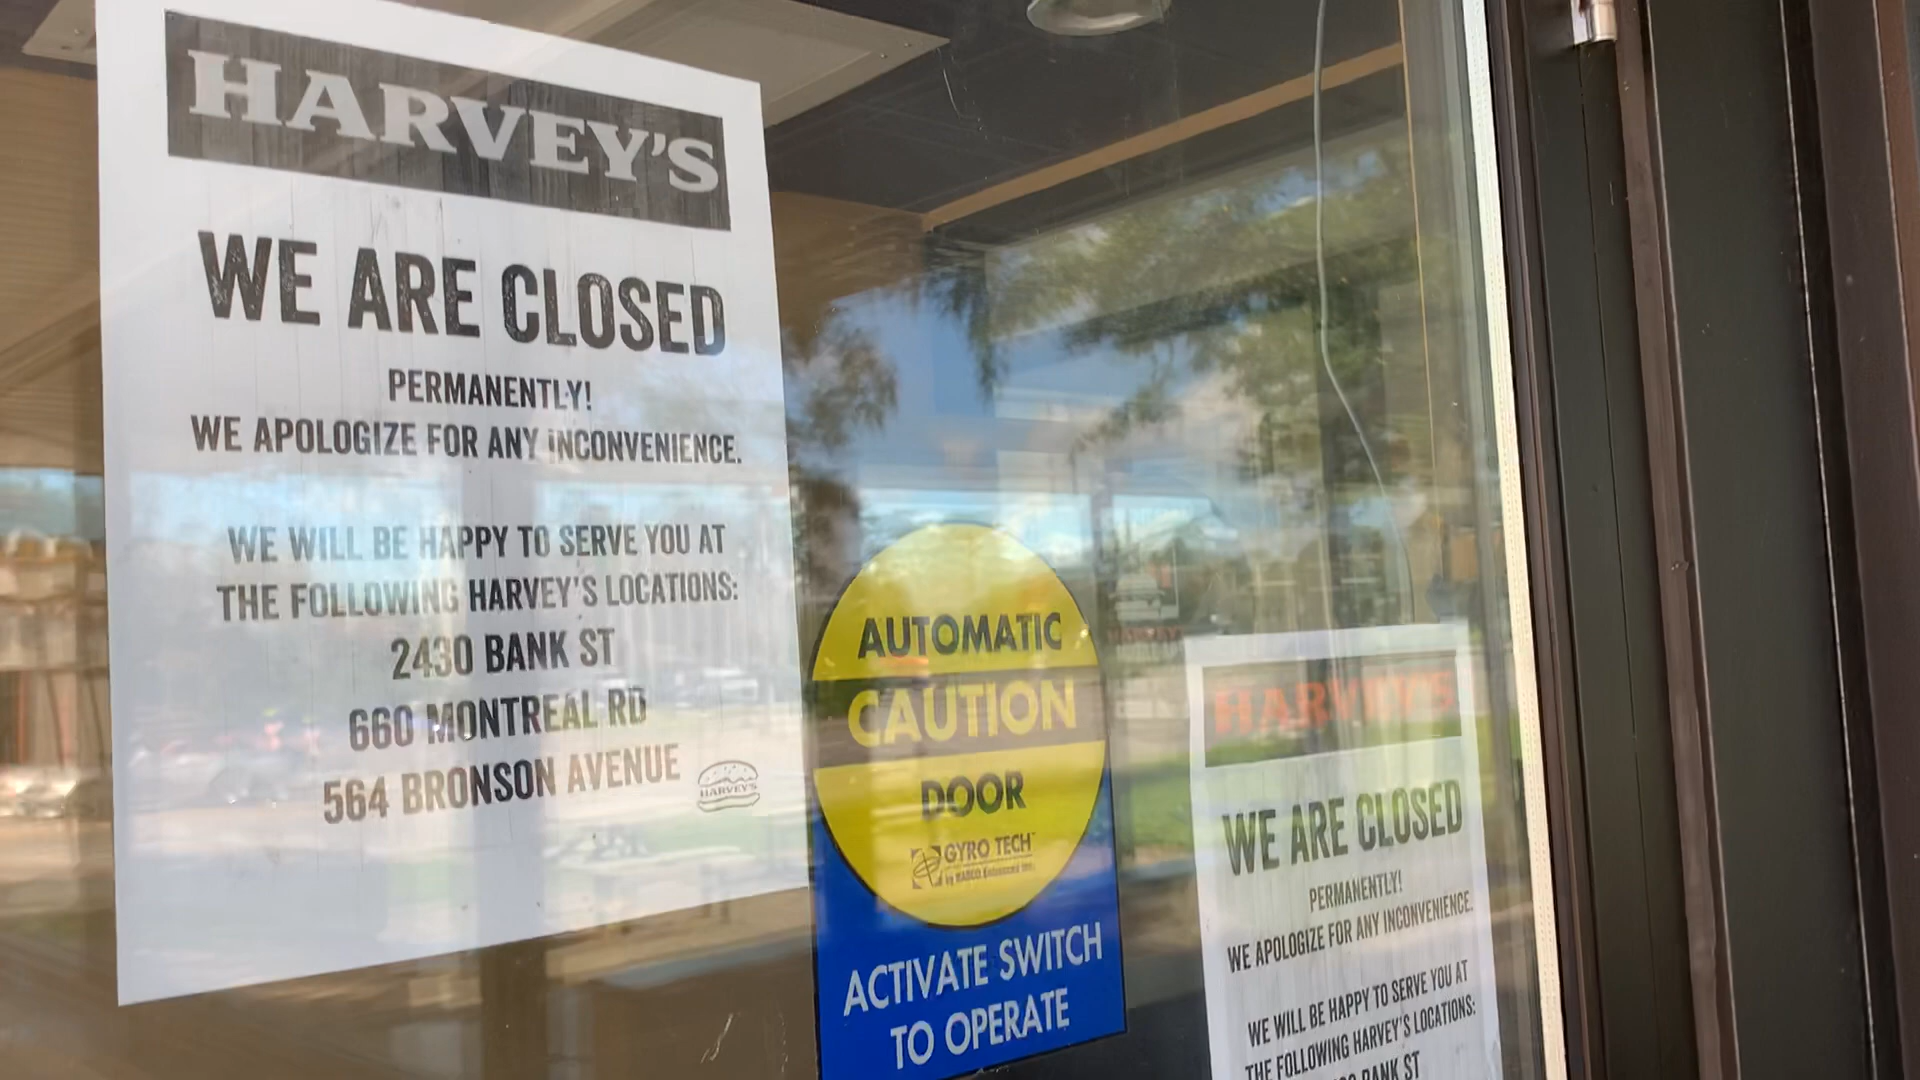 HARVEY'S
WE ARE CLOSED
PERMANENTLY!
WE APOLOGIZE FOR ANY INCONVENIENCE.
WE WILL BE HAPPY TO SERVE YOU AT
THE FOLLOWING HARVEY'S LOCATIONS:
2430 BANK ST
660 MONTREAL RD
564 BRONSON AVENUE
HARVEY'S
AUTOMATIC
CAUTION
DOOR
GYRO TECH
ACTIVATE SWITCH
TO OPERATE
HARVEY'S
WE ARE CLOSED
PERMANENTLY!
WE APOLOGIZE FOR ANY INCONVENIENCE.
WE WILL BE HAPPY TO SERVE YOU AT
THE FOLLOWING HARVEY'S LOCATIONS:
BANK ST